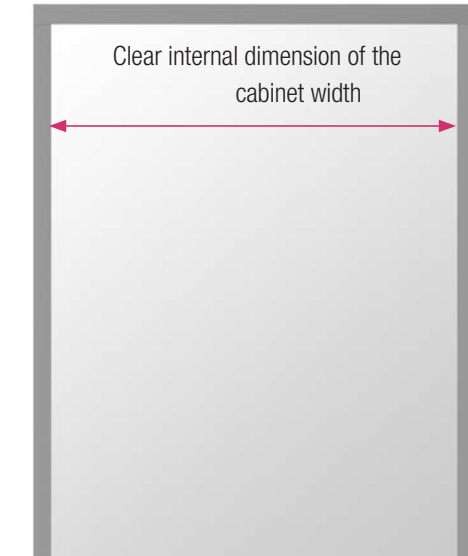 Clear internal dimension of the
cabinet width